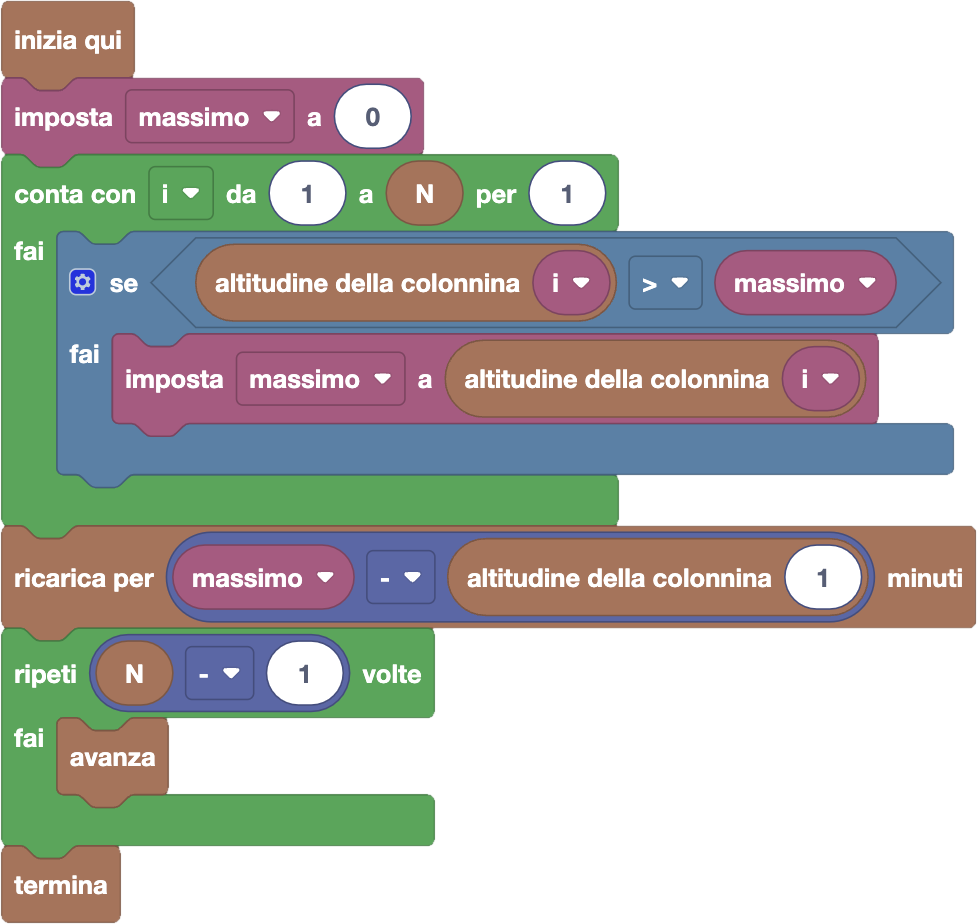 inizia qui
imposta massimo a 0
conta con i da 1 a N per 1
fai
se altitudine della colonnina i > massimo
fai
imposta massimo a altitudine della colonnina i
ricarica per massimo - altitudine della colonnina 1 minuti
ripeti N - 1 volte
fai
avanza
termina